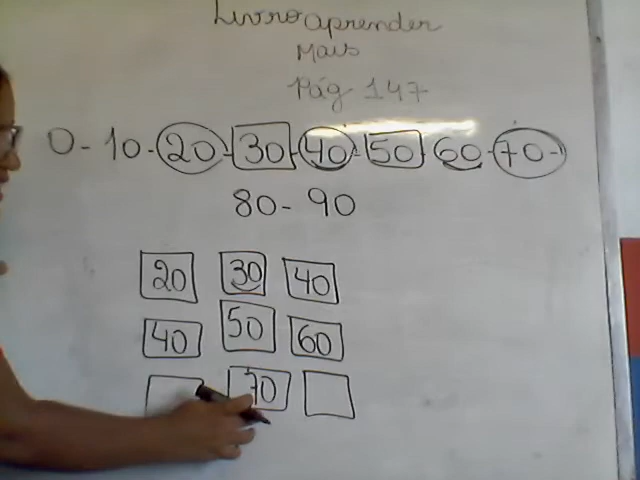 Livro aprender
Mais
Pág 147
0 - 10 - 20 - 30 - 40 - 50 - 60 - 70 -
80 - 90
20 30 40
40 50 60
70